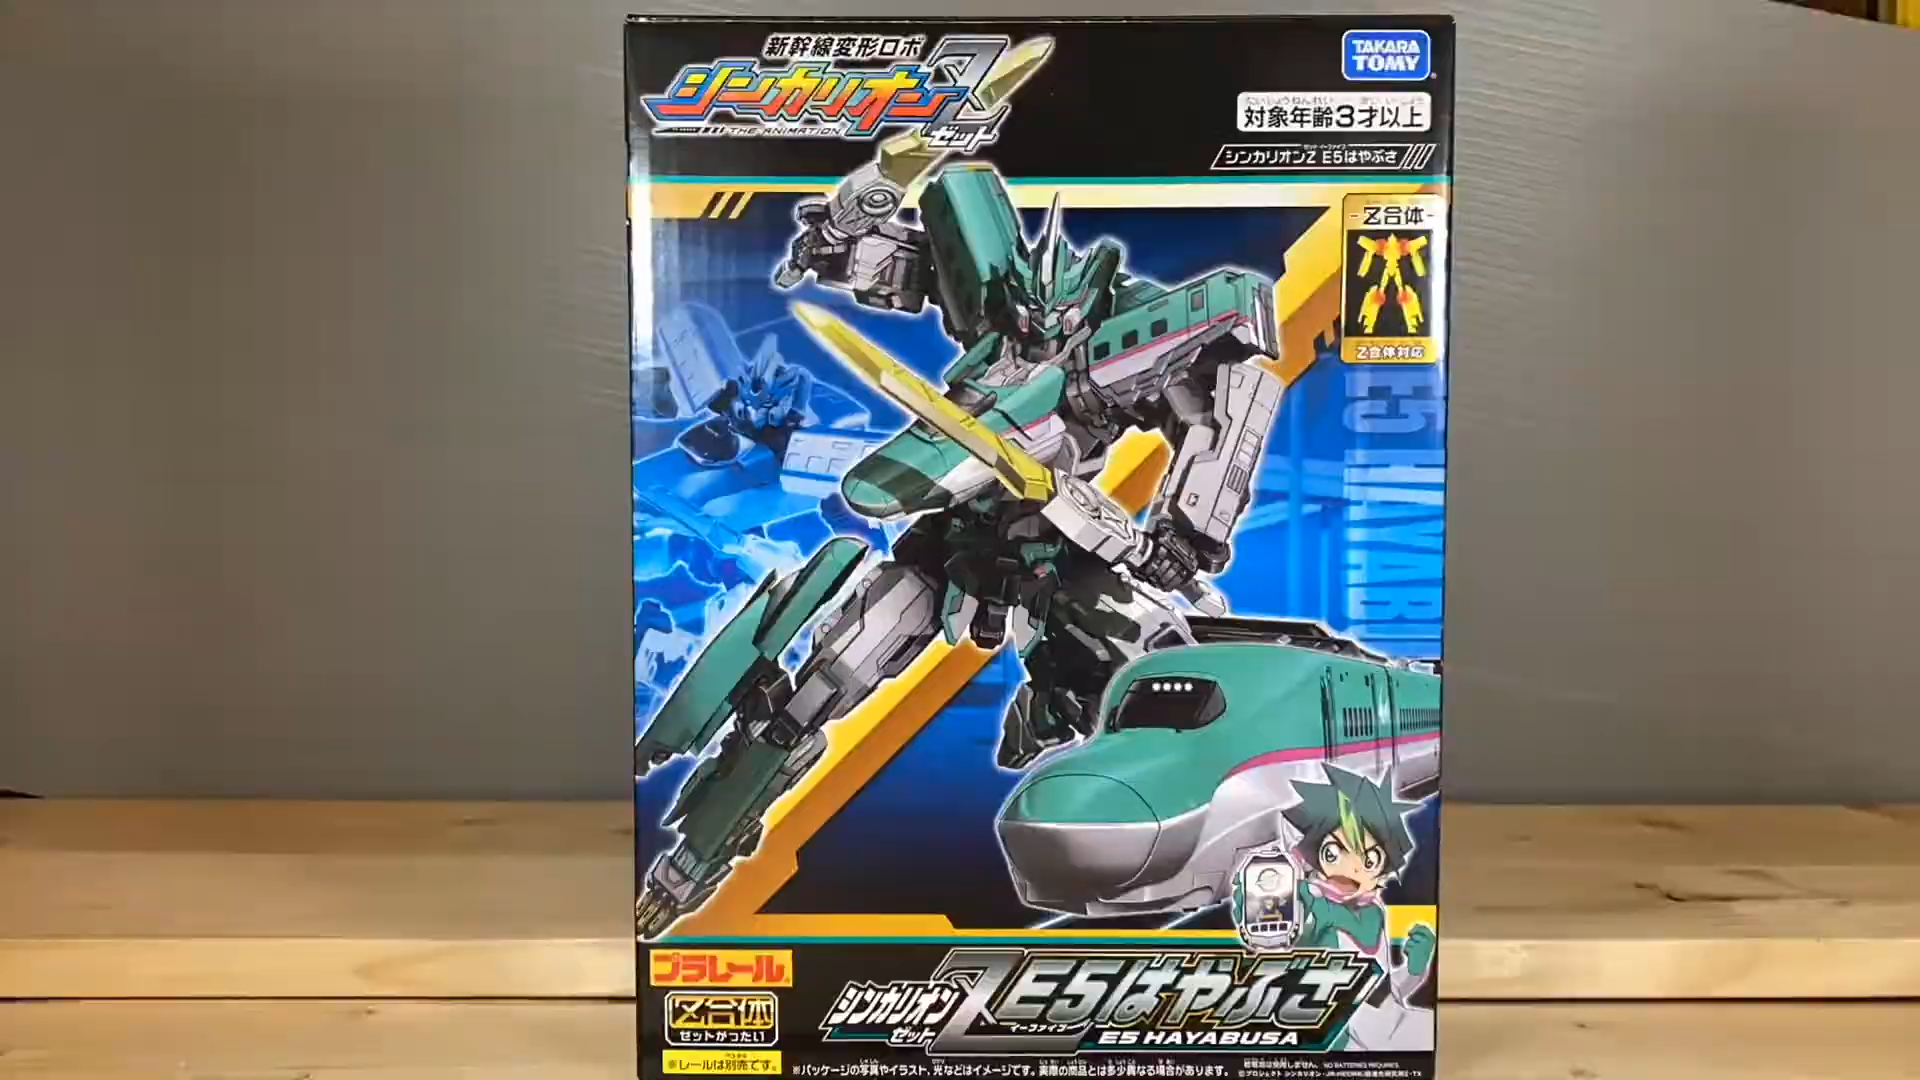 新幹線変形ロボ
シンカリオンZ
THE ANIMATION
ゼット
TAKARA
TOMY
対象年齢3才以上
シンカリオンZ E5はやぶさ
Z合体
Z合体対応
E5 HAYABU
プラレール
Z合体
ゼットがったい
※レールは別売です。
シンカリオンZ E5はやぶさ
ゼット
イーファイブ
E5 HAYABUSA
※パッケージの写真やイラスト、光などはイメージです。実際の商品とは多少異なる場合があります。
NO BATTERIES REQUIRED.